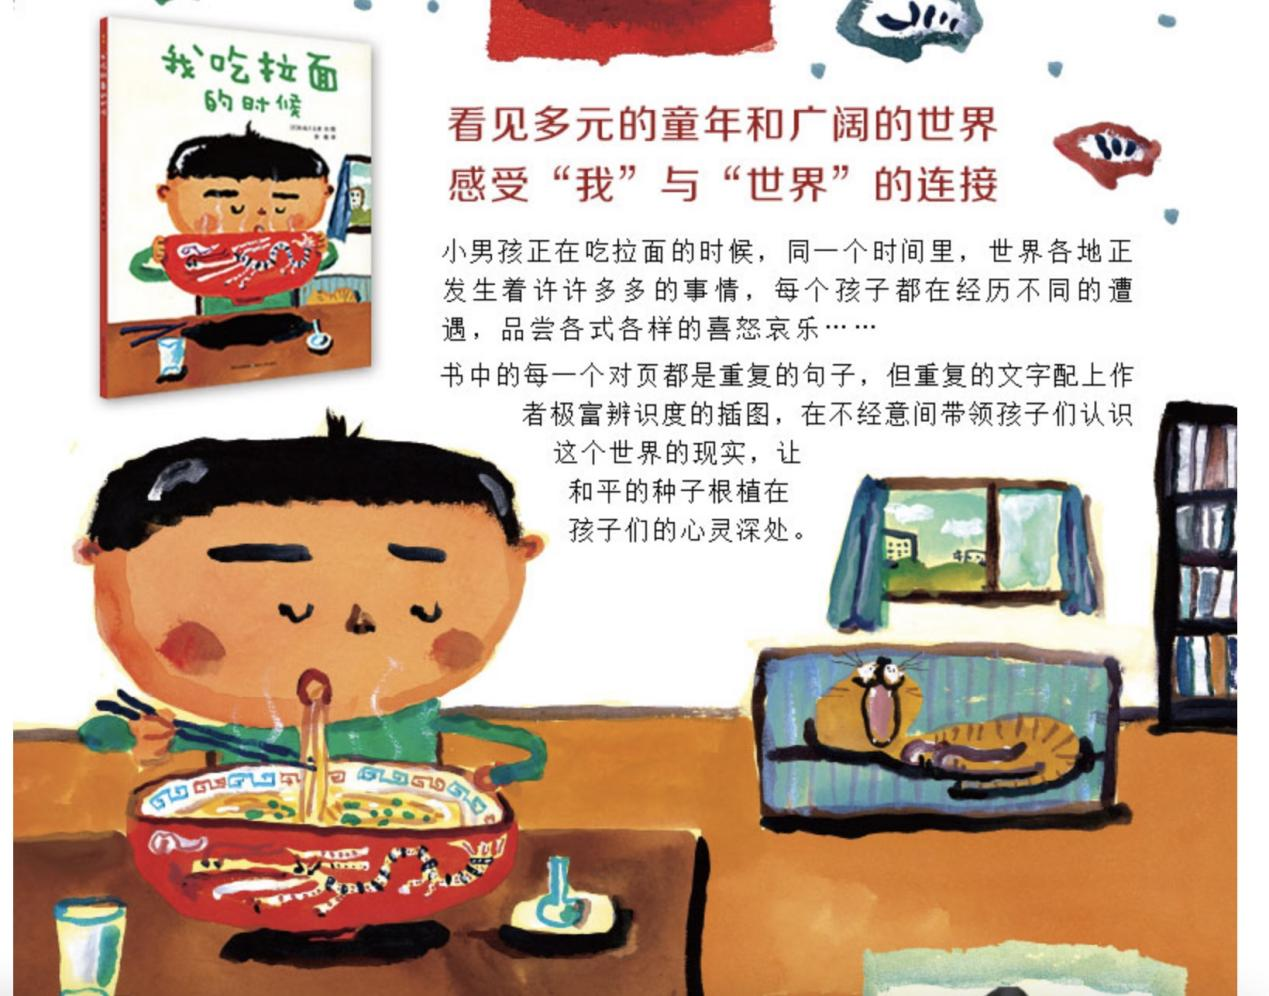 我吃拉面
的时候
看见多元的童年和广阔的世界
感受“我”与“世界”的连接
小男孩正在吃拉面的时候，同一个时间里，世界各地正
发生着许许多多的事情，每个孩子都在经历不同的遭
遇，品尝各式各样的喜怒哀乐……
书中的每一个对页都是重复的句子，但重复的文字配上作
者极富辨识度的插图，在不经意间带领孩子们认识
这个世界的现实，让
和平的种子根植在
孩子们的心灵深处。